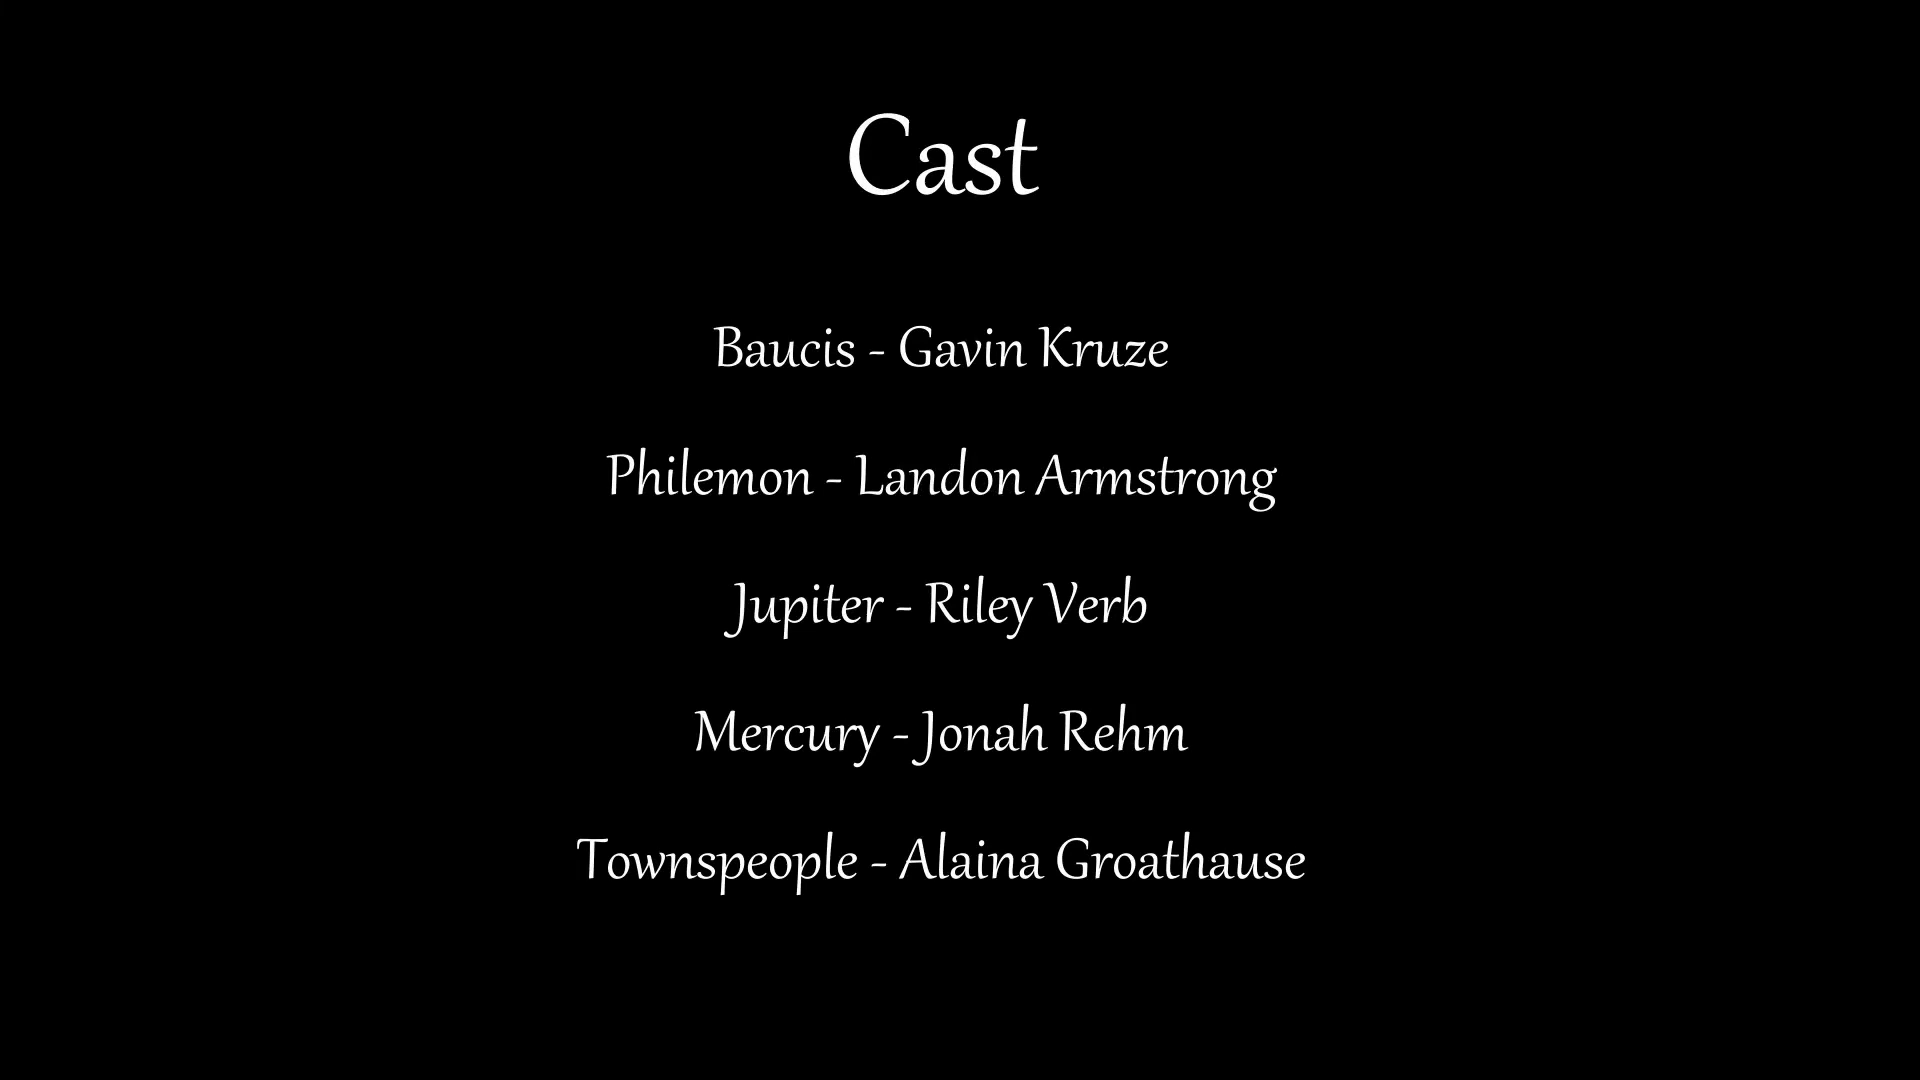 Cast
Baucis - Gavin Kruze
Philemon - Landon Armstrong
Jupiter - Riley Verb
Mercury - Jonah Rehm
Townspeople - Alaina Groathause